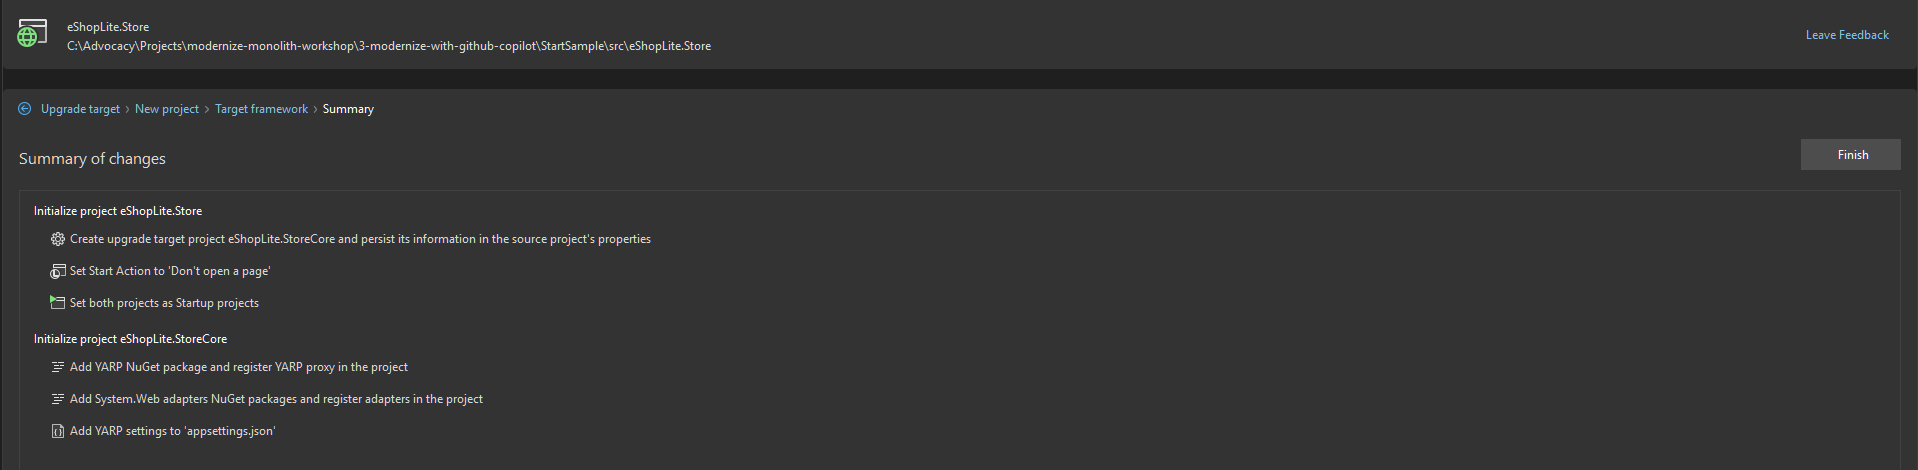 eShopLite.Store
C:\Advocacy\Projects\modernize-monolith-workshop\3-modernize-with-github-copilot\StartSample\src\eShopLite.Store
Leave Feedback
Upgrade target › New project › Target framework › Summary
Summary of changes
Finish
Initialize project eShopLite.Store
Create upgrade target project eShopLite.StoreCore and persist its information in the source project's properties
Set Start Action to 'Don't open a page'
Set both projects as Startup projects
Initialize project eShopLite.StoreCore
Add YARP NuGet package and register YARP proxy in the project
Add System.Web adapters NuGet packages and register adapters in the project
Add YARP settings to 'appsettings.json'